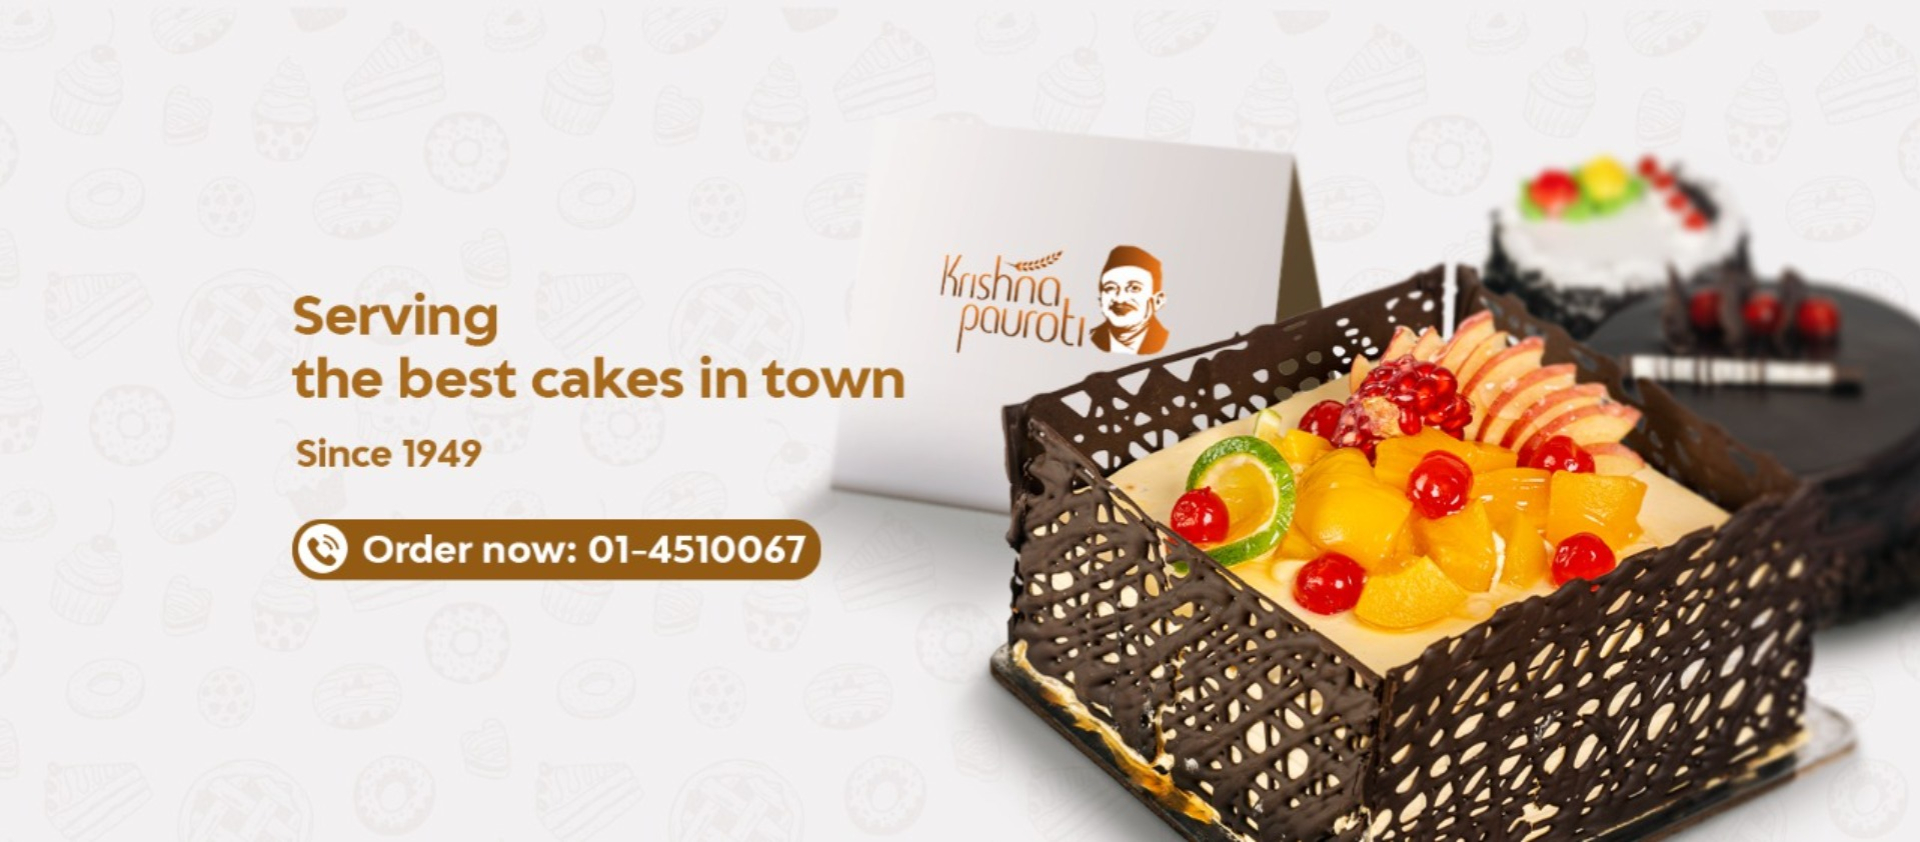 Serving
the best cakes in town
Since 1949
Order now: 01-4510067
Krishna
pauroti